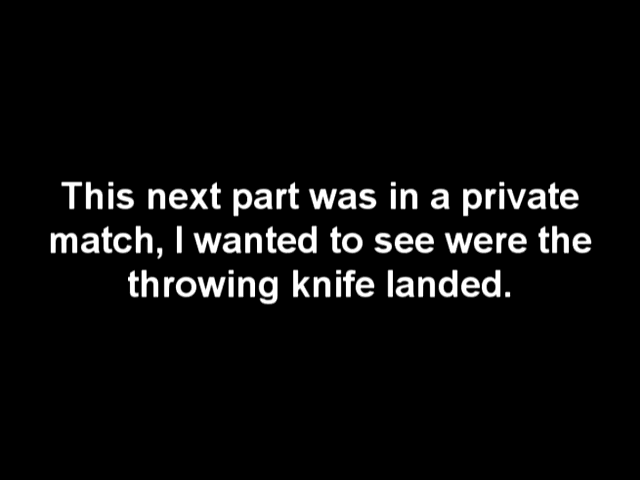 This next part was in a private
match, I wanted to see were the
throwing knife landed.